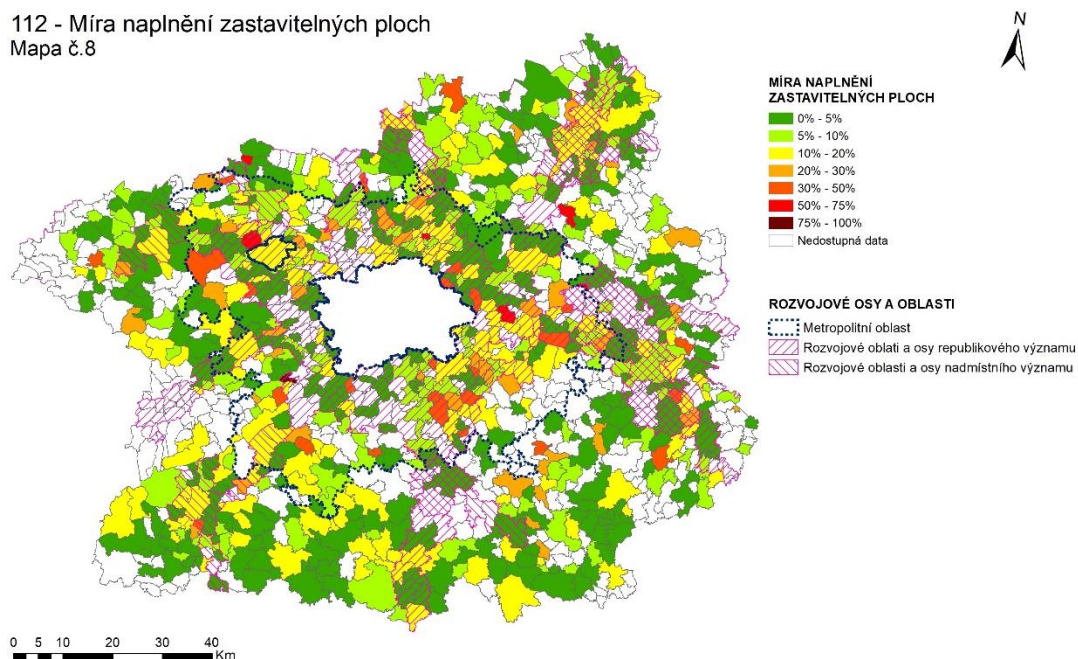 112 - Míra naplnění zastavitelných ploch
Mapa č.8
N
MÍRA NAPLNĚNÍ
ZASTAVITELNÝCH PLOCH
0% - 5%
5% - 10%
10% - 20%
20% - 30%
30% - 50%
50% - 75%
75% - 100%
Nedostupná data
ROZVOJOVÉ OSY A OBLASTI
Metropolitní oblast
Rozvojové oblati a osy republikového významu
Rozvojové oblasti a osy nadmístního významu
0 5 10 20 30 40
Km